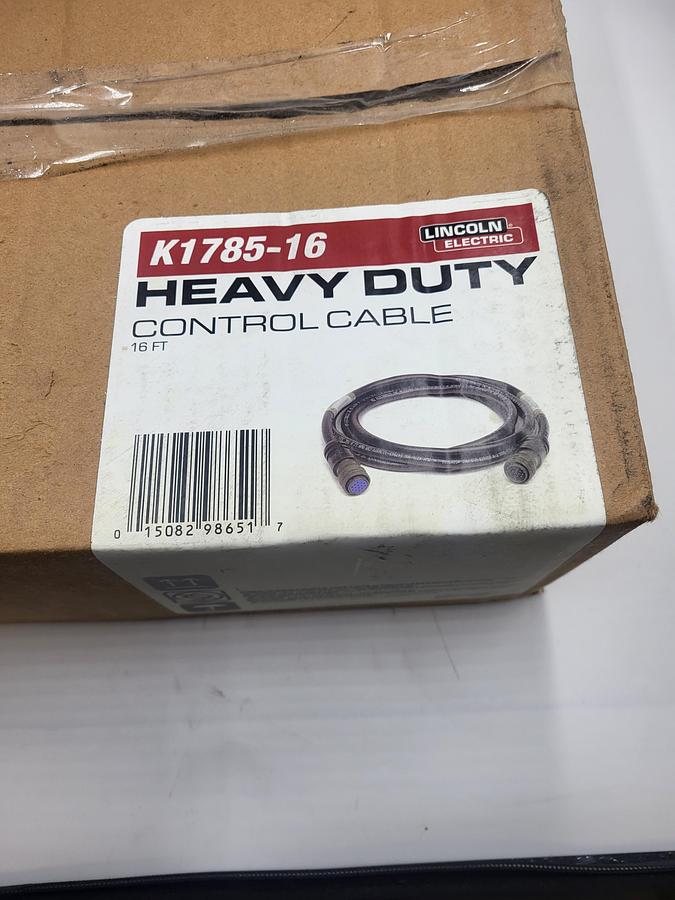 K1785-16
LINCOLN
ELECTRIC
HEAVY DUTY
CONTROL CABLE
16 FT
0 15082 98651 7